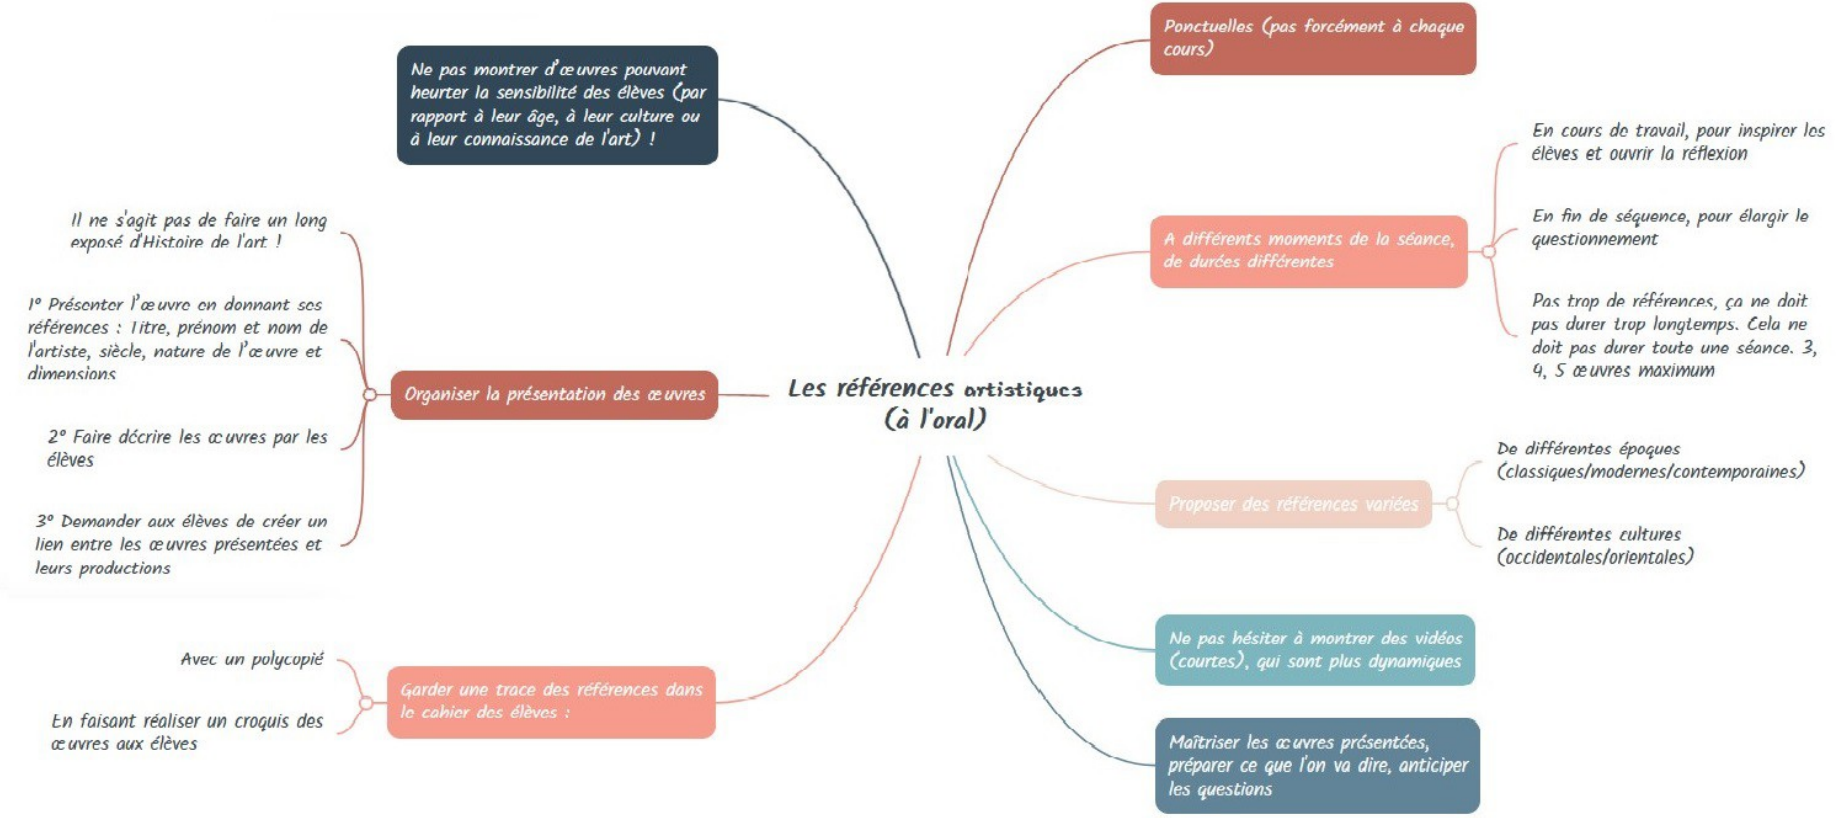 Les références artistiques
(à l'oral)
Ponctuelles (pas forcément à chaque
cours)
A différents moments de la séance,
de durées différentes
En cours de travail, pour inspirer les
élèves et ouvrir la réflexion
En fin de séquence, pour élargir le
questionnement
Pas trop de références, ça ne doit
pas durer trop longtemps. Cela ne
doit pas durer toute une séance. 3,
4, 5 œuvres maximum
Proposer des références variées
De différentes époques
(classiques/modernes/contemporaines)
De différentes cultures
(occidentales/orientales)
Ne pas hésiter à montrer des vidéos
(courtes), qui sont plus dynamiques
Maîtriser les œuvres présentées,
préparer ce que l'on va dire, anticiper
les questions
Ne pas montrer d'œuvres pouvant
heurter la sensibilité des élèves (par
rapport à leur âge, à leur culture ou
à leur connaissance de l'art) !
Organiser la présentation des œuvres
Il ne s'agit pas de faire un long
exposé d'Histoire de l'art !
1° Présenter l'œuvre en donnant ses
références : Titre, prénom et nom de
l'artiste, siècle, nature de l'œuvre et
dimensions
2° Faire décrire les œuvres par les
élèves
3° Demander aux élèves de créer un
lien entre les œuvres présentées et
leurs productions
Garder une trace des références dans
le cahier des élèves :
Avec un polycopié
En faisant réaliser un croquis des
œuvres aux élèves